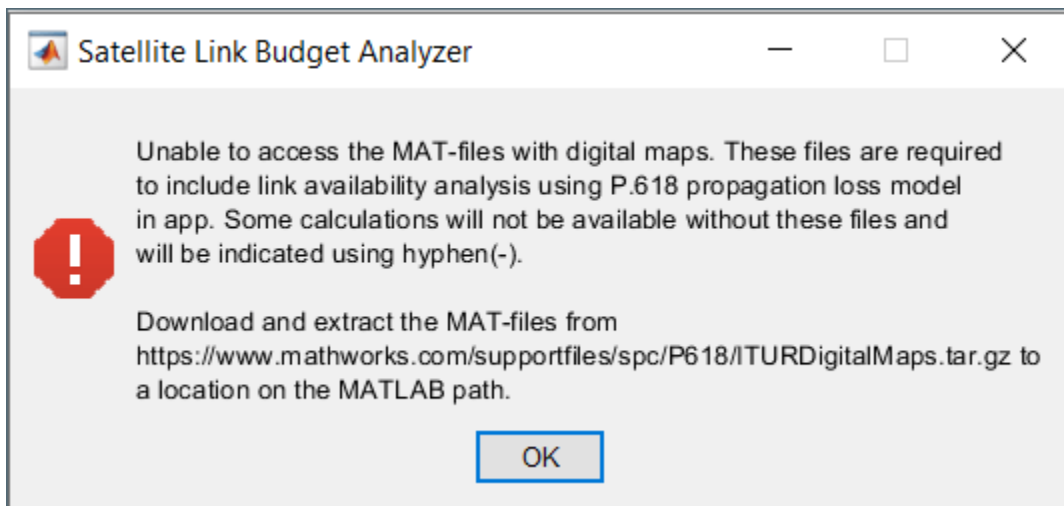 Satellite Link Budget Analyzer
Unable to access the MAT-files with digital maps. These files are required
to include link availability analysis using P.618 propagation loss model
in app. Some calculations will not be available without these files and
will be indicated using hyphen(-).
Download and extract the MAT-files from
https://www.mathworks.com/supportfiles/spc/P618/ITURDigitalMaps.tar.gz to
a location on the MATLAB path.
OK